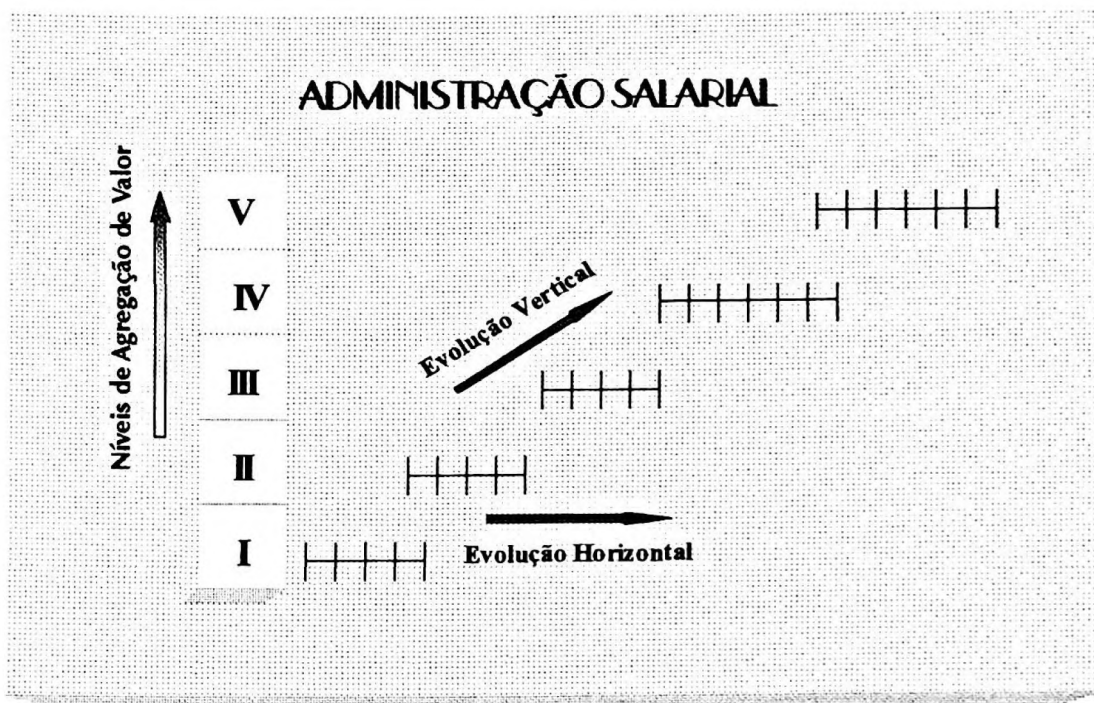 ADMINISTRAÇÃO SALARIAL
Níveis de Agregação de Valor
V
IV
III
II
I
Evolução Vertical
Evolução Horizontal